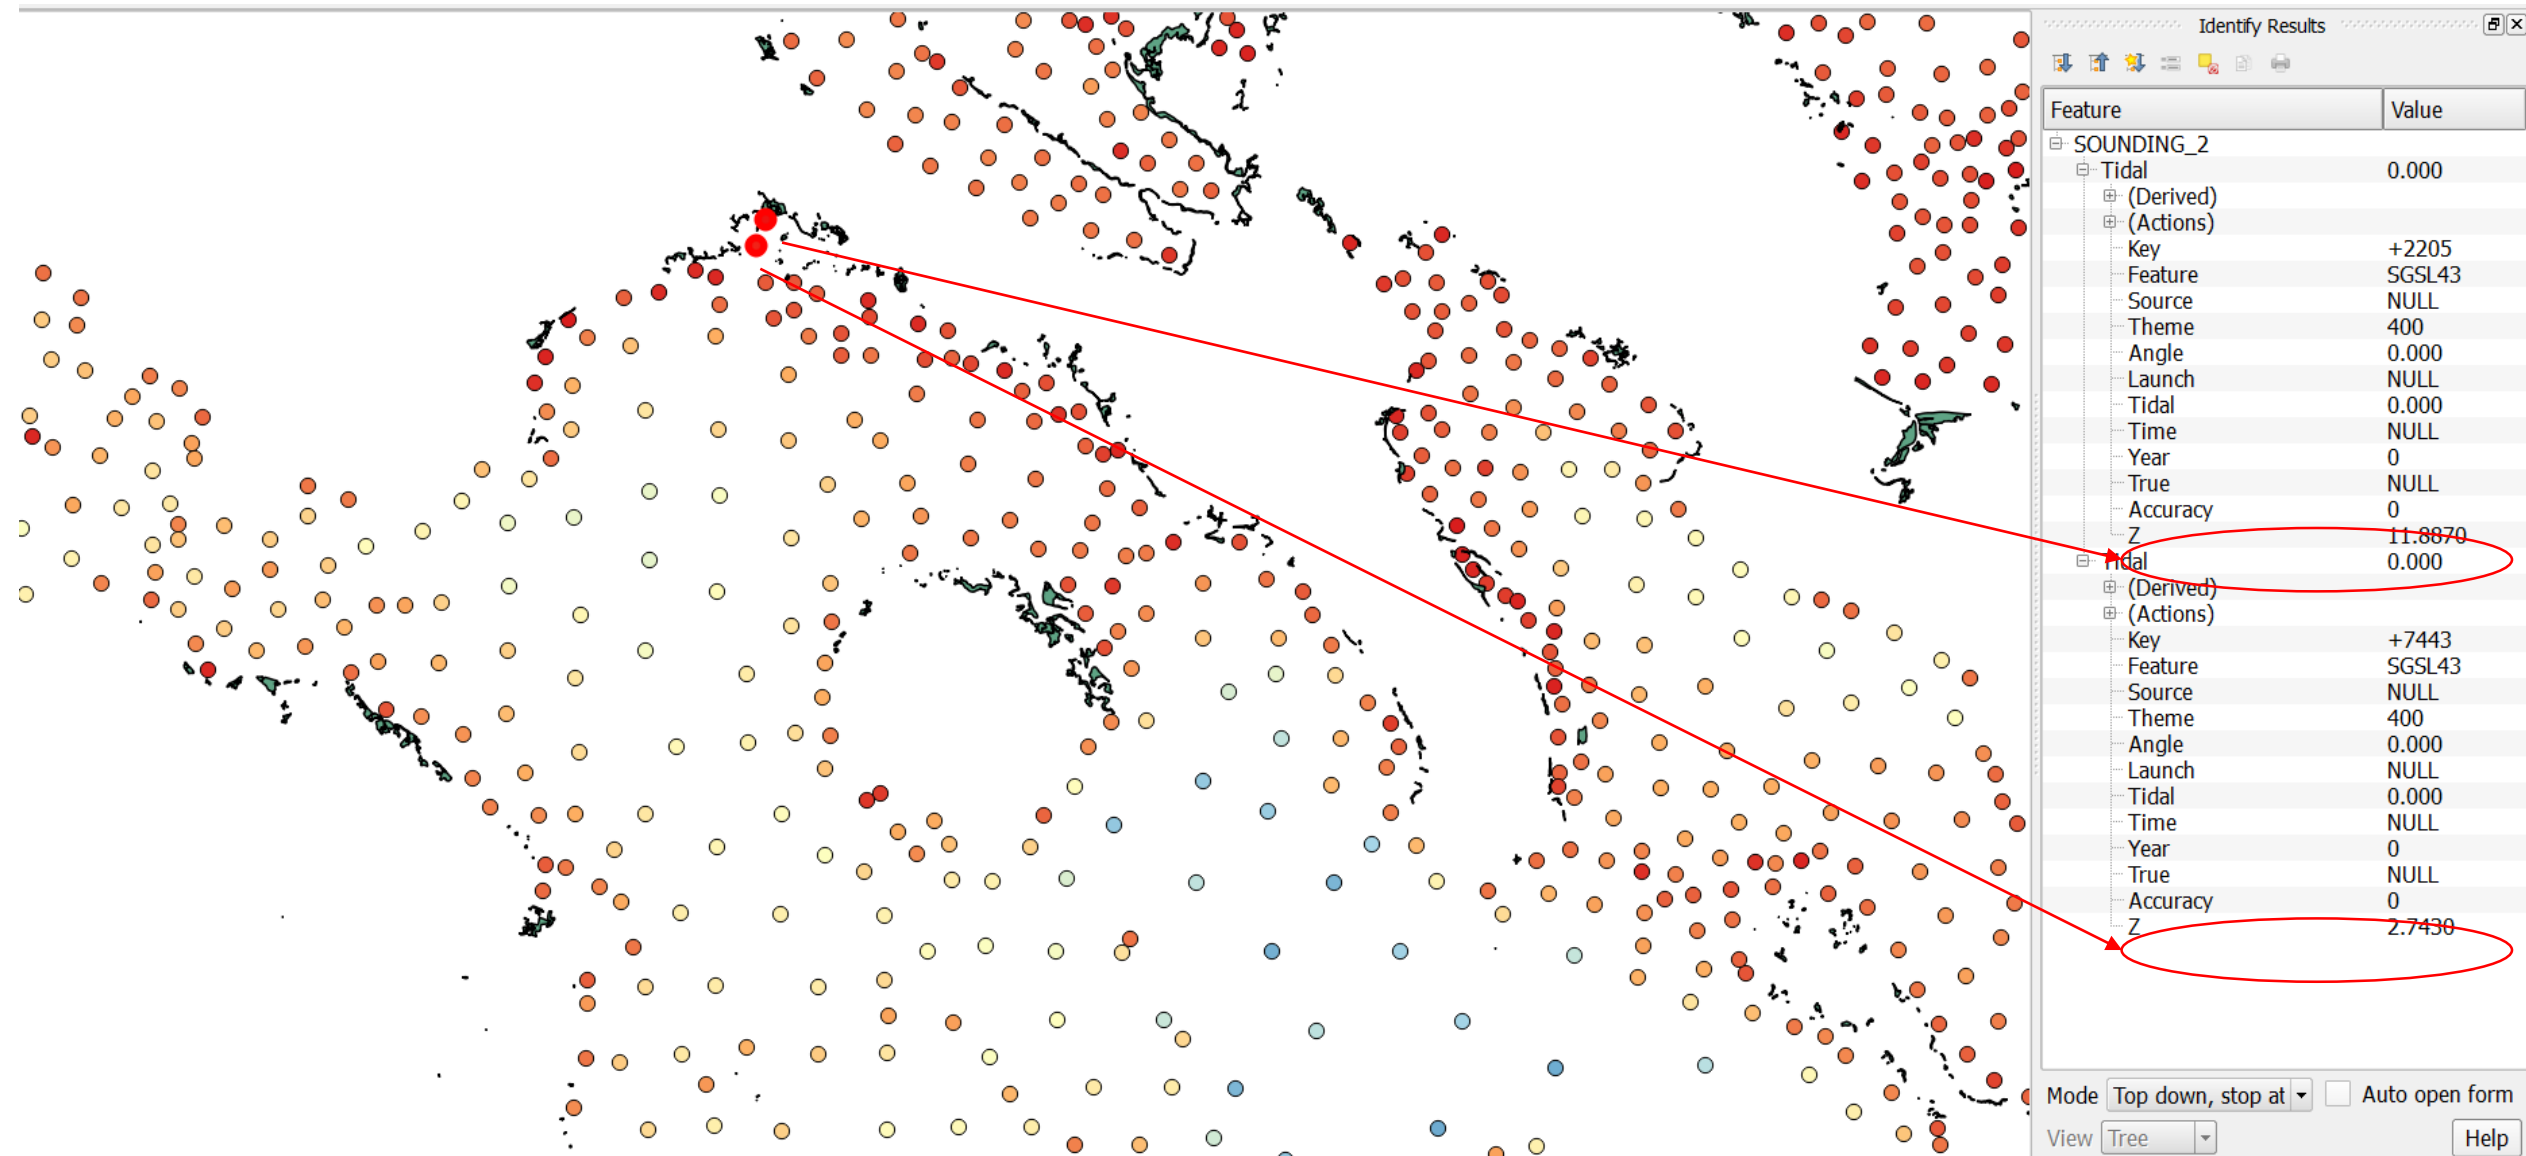 Identify Results
Feature Value
SOUNDING_2
Tidal 0.000
(Derived)
(Actions)
Key +2205
Feature SGSL43
Source NULL
Theme 400
Angle 0.000
Launch NULL
Tidal 0.000
Time NULL
Year 0
True NULL
Accuracy 0
Z 11.8870
Tidal 0.000
(Derived)
(Actions)
Key +7443
Feature SGSL43
Source NULL
Theme 400
Angle 0.000
Launch NULL
Tidal 0.000
Time NULL
Year 0
True NULL
Accuracy 0
Z 2.7430
Mode Top down, stop at Auto open form
View Tree Help